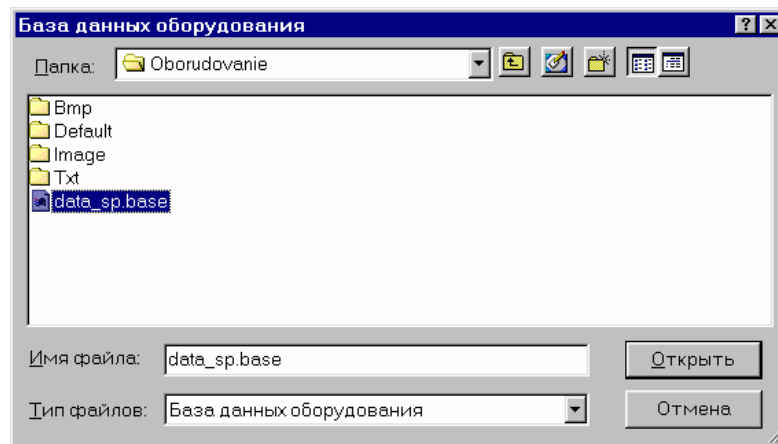 База данных оборудования
Папка: Oborudovanie
Bmp
Default
Image
Txt
data_sp.base
Имя файла: data_sp.base Открыть
Тип файлов: База данных оборудования Отмена